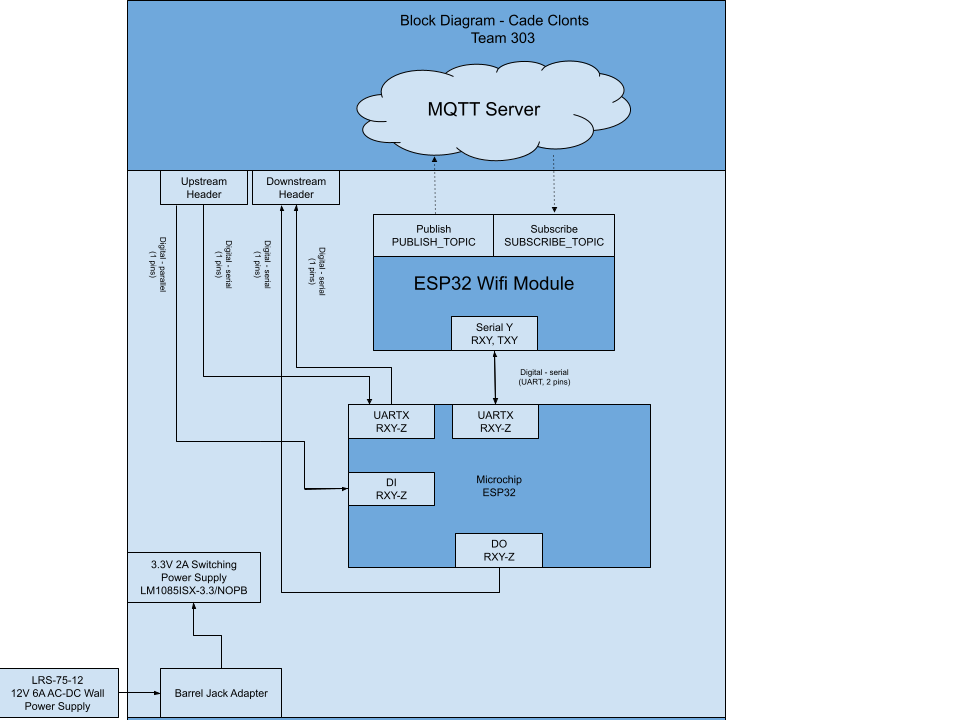 Block Diagram - Cade Clonts
Team 303
MQTT Server
Upstream
Header
Downstream
Header
Publish
PUBLISH_TOPIC
Subscribe
SUBSCRIBE_TOPIC
Digital - parallel
(1 pins)
Digital - serial
(1 pins)
Digital - serial
(1 pins)
Digital - serial
(1 pins)
ESP32 Wifi Module
Serial Y
RXY, TXY
Digital - serial
(UART, 2 pins)
UARTX
RXY-Z
UARTX
RXY-Z
DI
RXY-Z
Microchip
ESP32
DO
RXY-Z
3.3V 2A Switching
Power Supply
LM1085ISX-3.3/NOPB
LRS-75-12
12V 6A AC-DC Wall
Power Supply
Barrel Jack Adapter